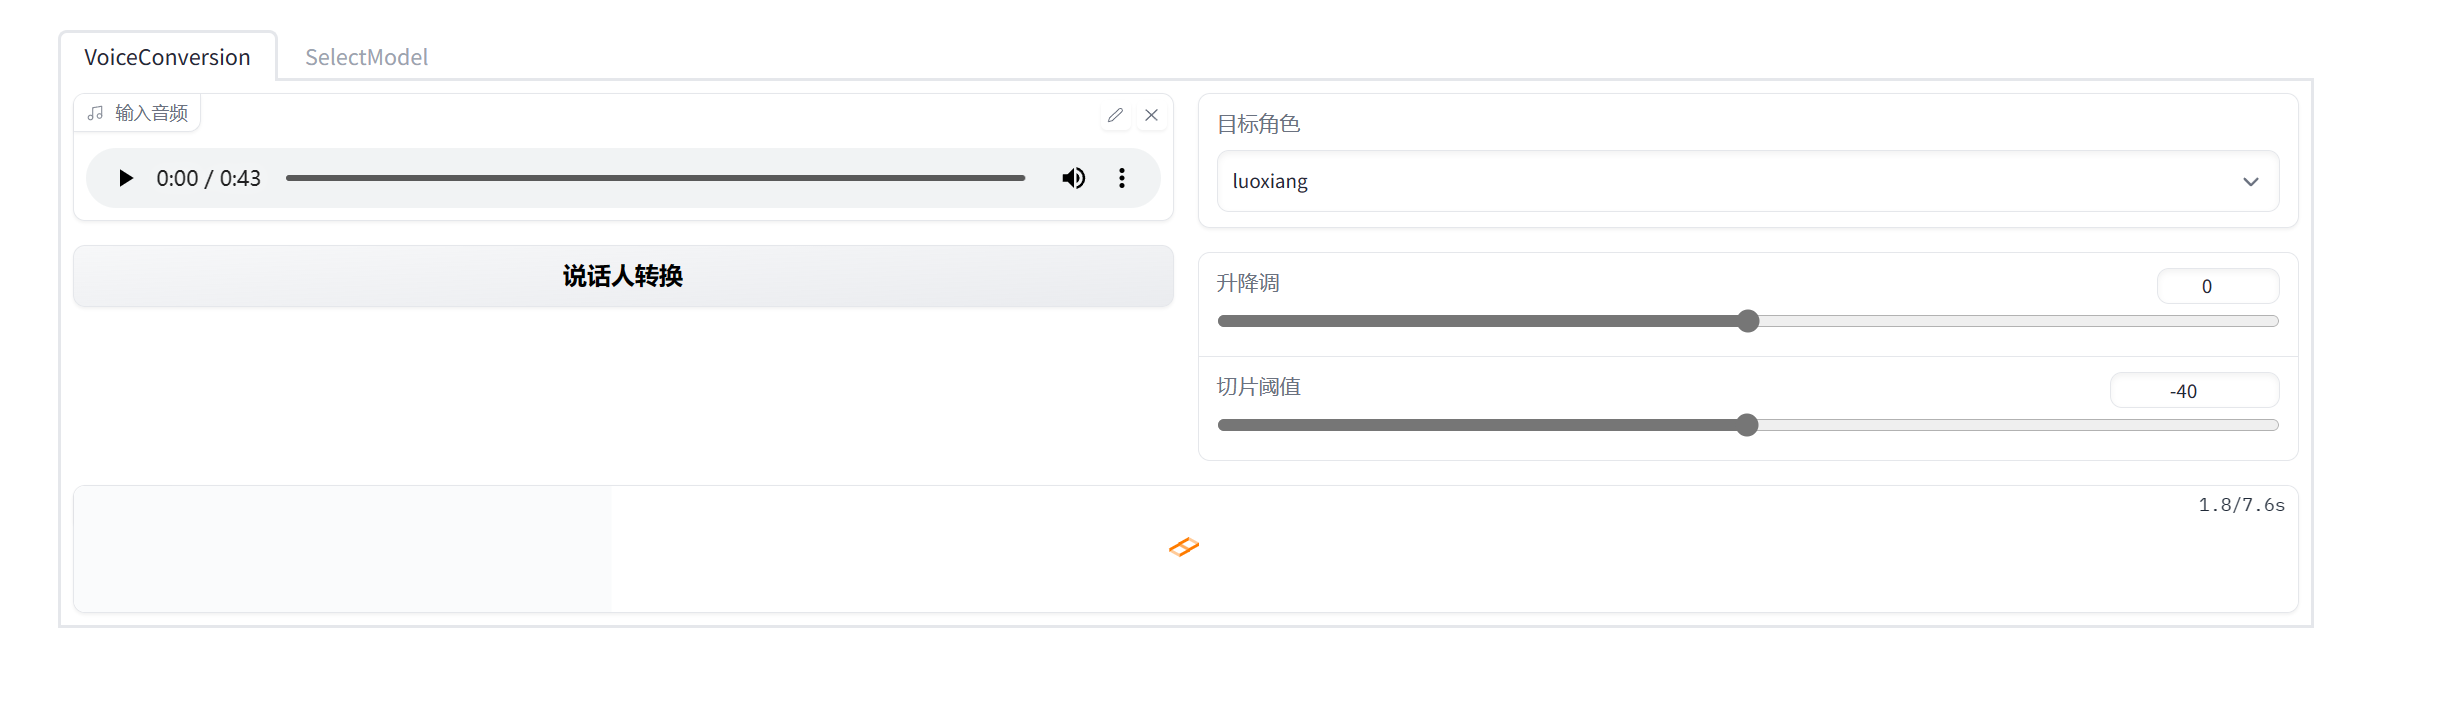 VoiceConversion SelectModel
输入音频
0:00 / 0:43
说话人转换
目标角色
luoxiang
升降调
0
切片阈值
-40
1.8/7.6s